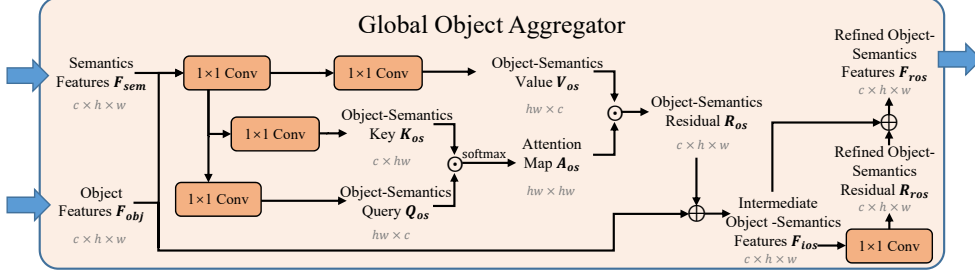 Global Object Aggregator
Semantics
Features F_sem
c × h × w
1×1 Conv
1×1 Conv
Object-Semantics
Value V_os
hw × c
1×1 Conv
Object-Semantics
Key K_os
c × hw
softmax
Attention
Map A_os
hw × hw
Object-Semantics
Residual R_os
c × h × w
Object
Features F_obj
c × h × w
1×1 Conv
Object-Semantics
Query Q_os
hw × c
Intermediate
Object -Semantics
Features F_ios
c × h × w
1×1 Conv
Refined Object-
Semantics
Residual R_ros
c × h × w
Refined Object-
Semantics
Features F_ros
c × h × w